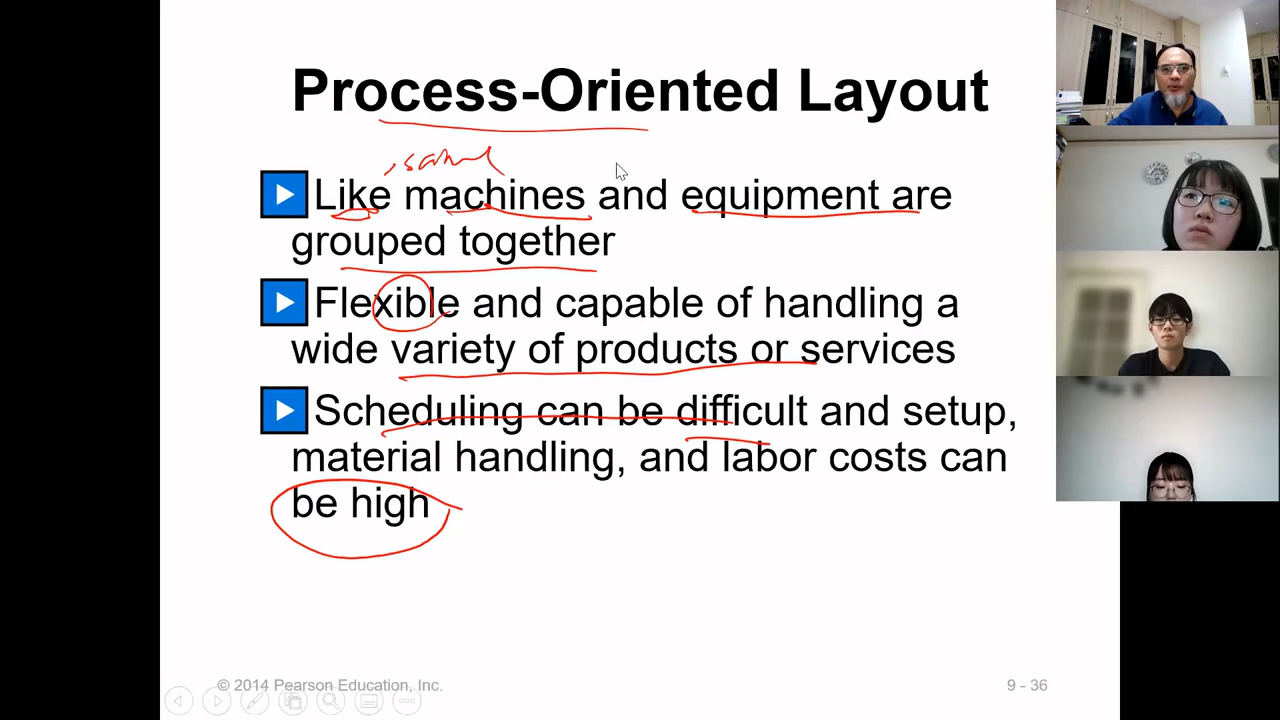 Process-Oriented Layout
Like machines and equipment are
grouped together
Flexible and capable of handling a
wide variety of products or services
Scheduling can be difficult and setup,
material handling, and labor costs can
be high
© 2014 Pearson Education, Inc.
9 - 36